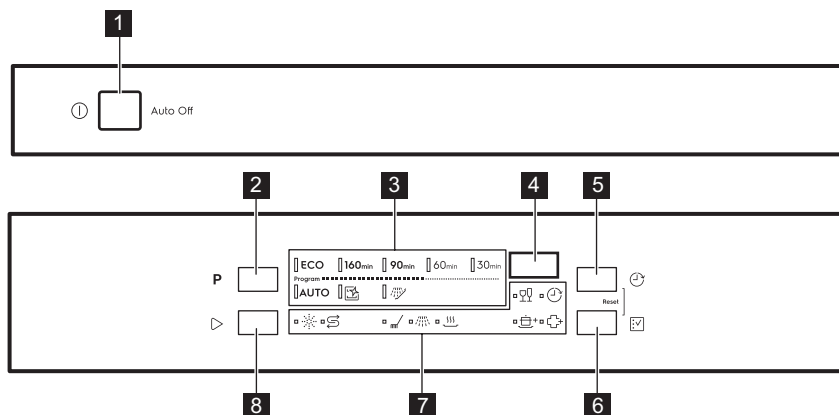 1
Auto Off
2 3 4 5
P
ECO 160min 90min 60min 30min
Program
AUTO
Reset
8 7 6